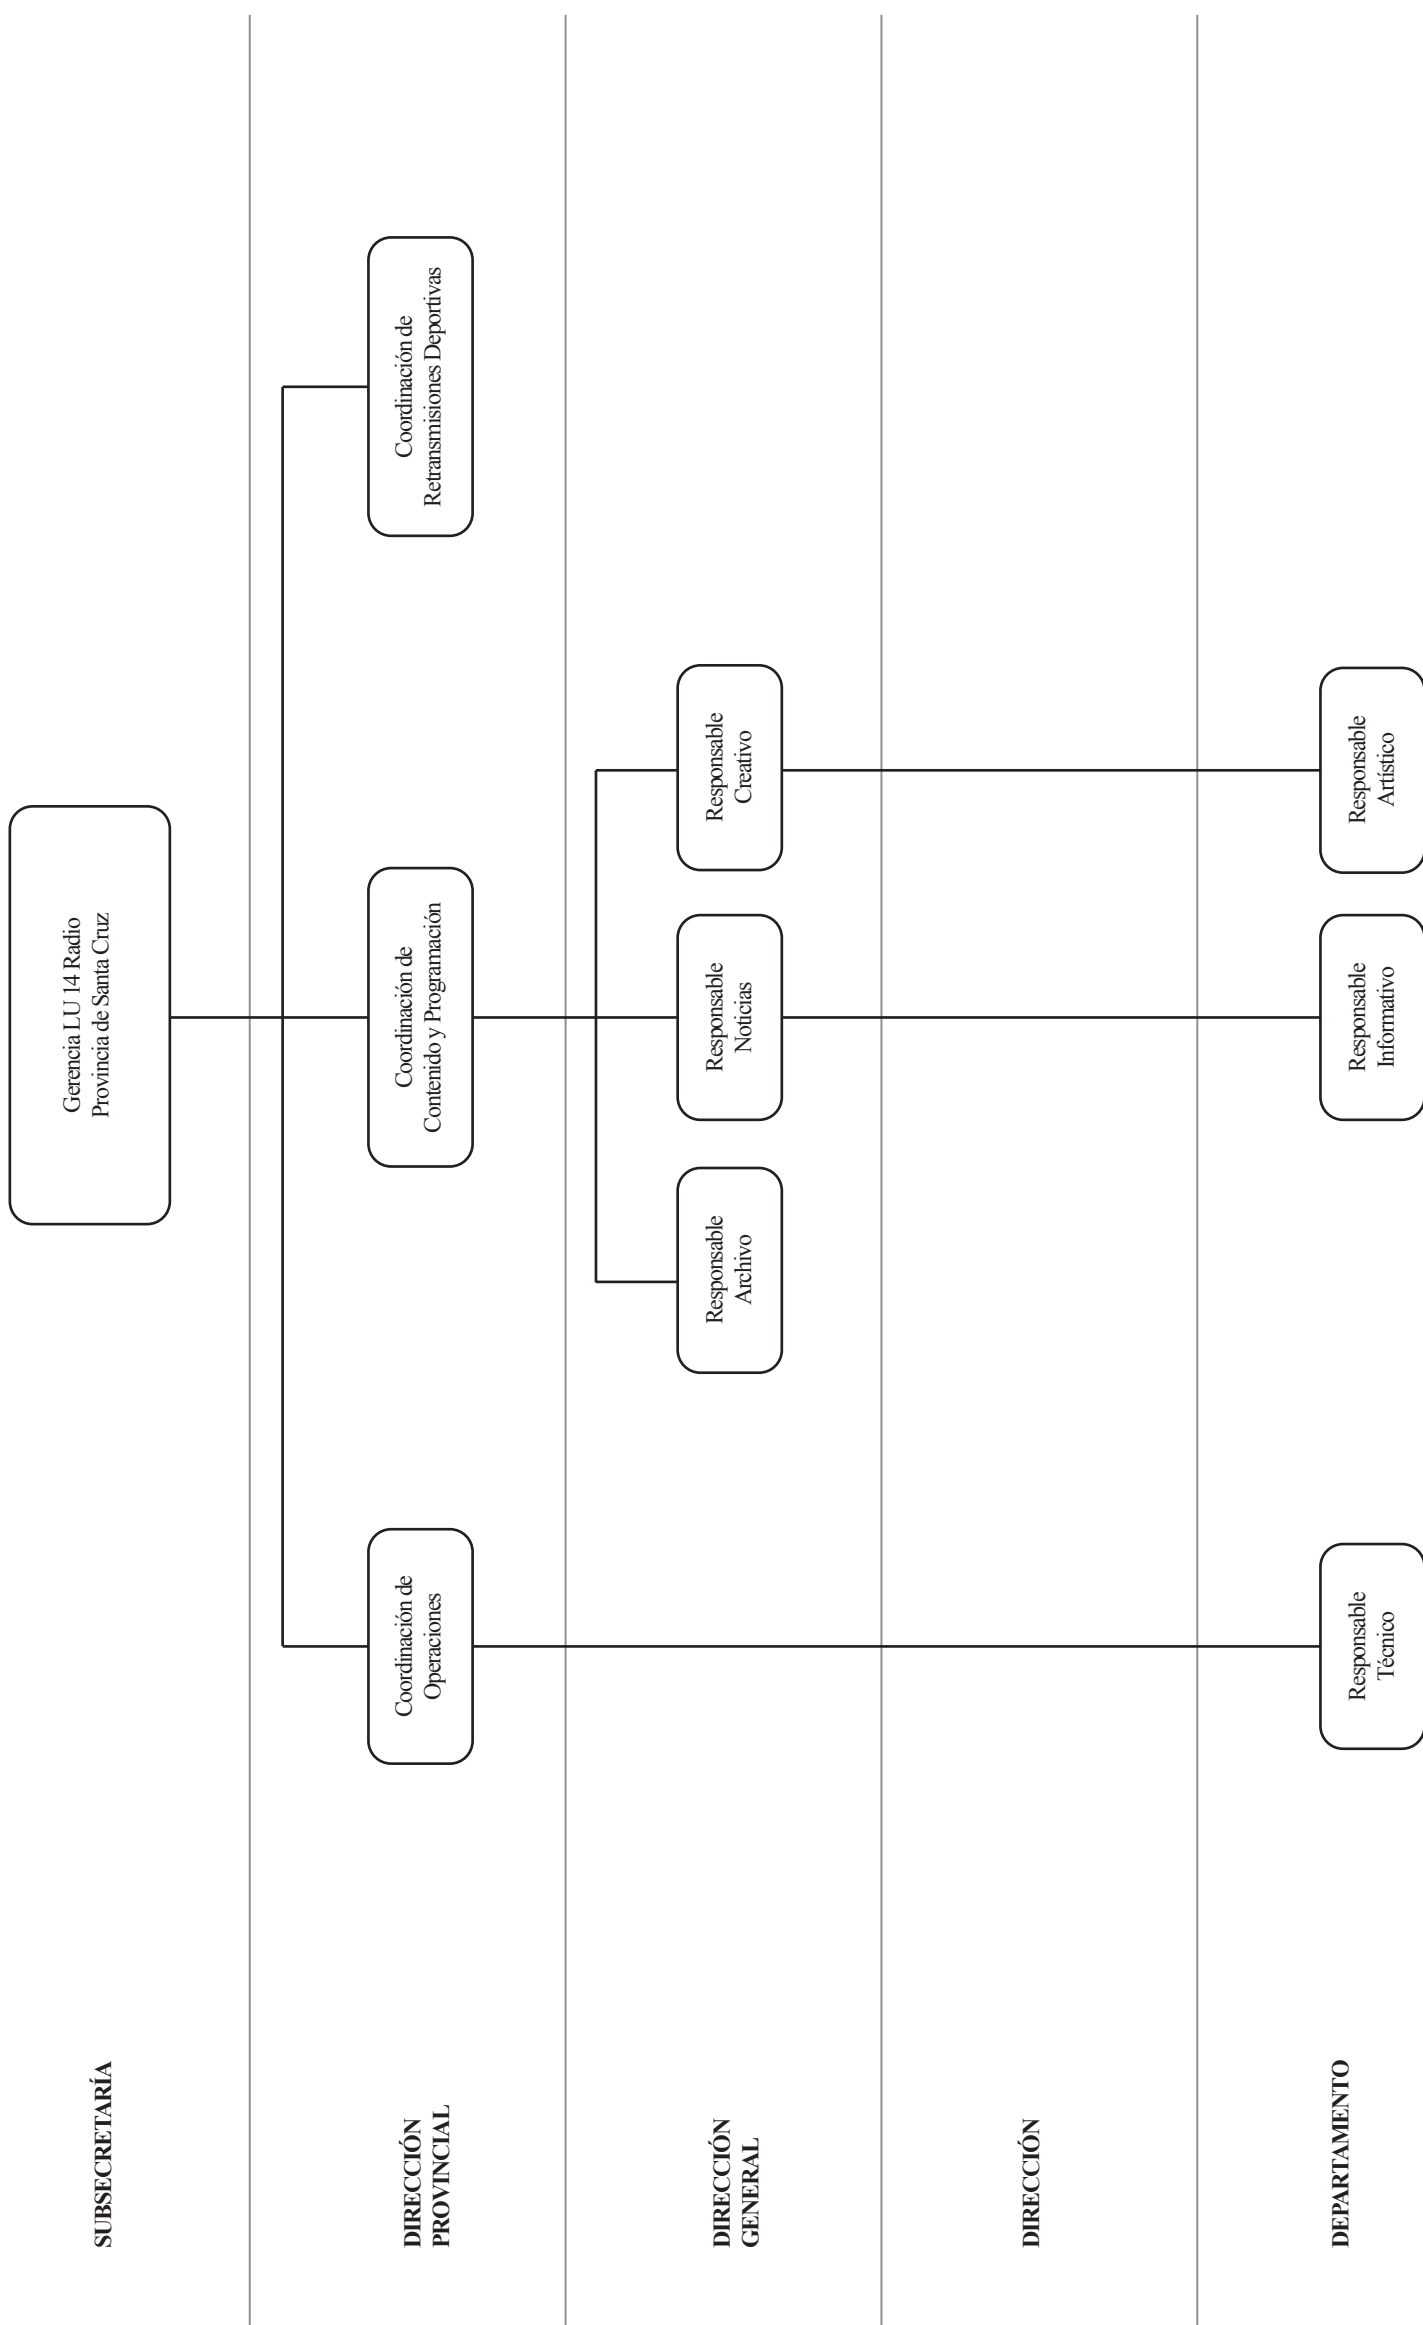 SUBSECRETARÍA
Gerencia LU 14 Radio
Provincia de Santa Cruz
DIRECCIÓN
PROVINCIAL
Coordinación de
Operaciones
Coordinación de
Contenido y Programación
Coordinación de
Retransmisiones Deportivas
DIRECCIÓN
GENERAL
Responsable
Archivo
Responsable
Noticias
Responsable
Creativo
DIRECCIÓN
DEPARTAMENTO
Responsable
Técnico
Responsable
Informativo
Responsable
Artístico